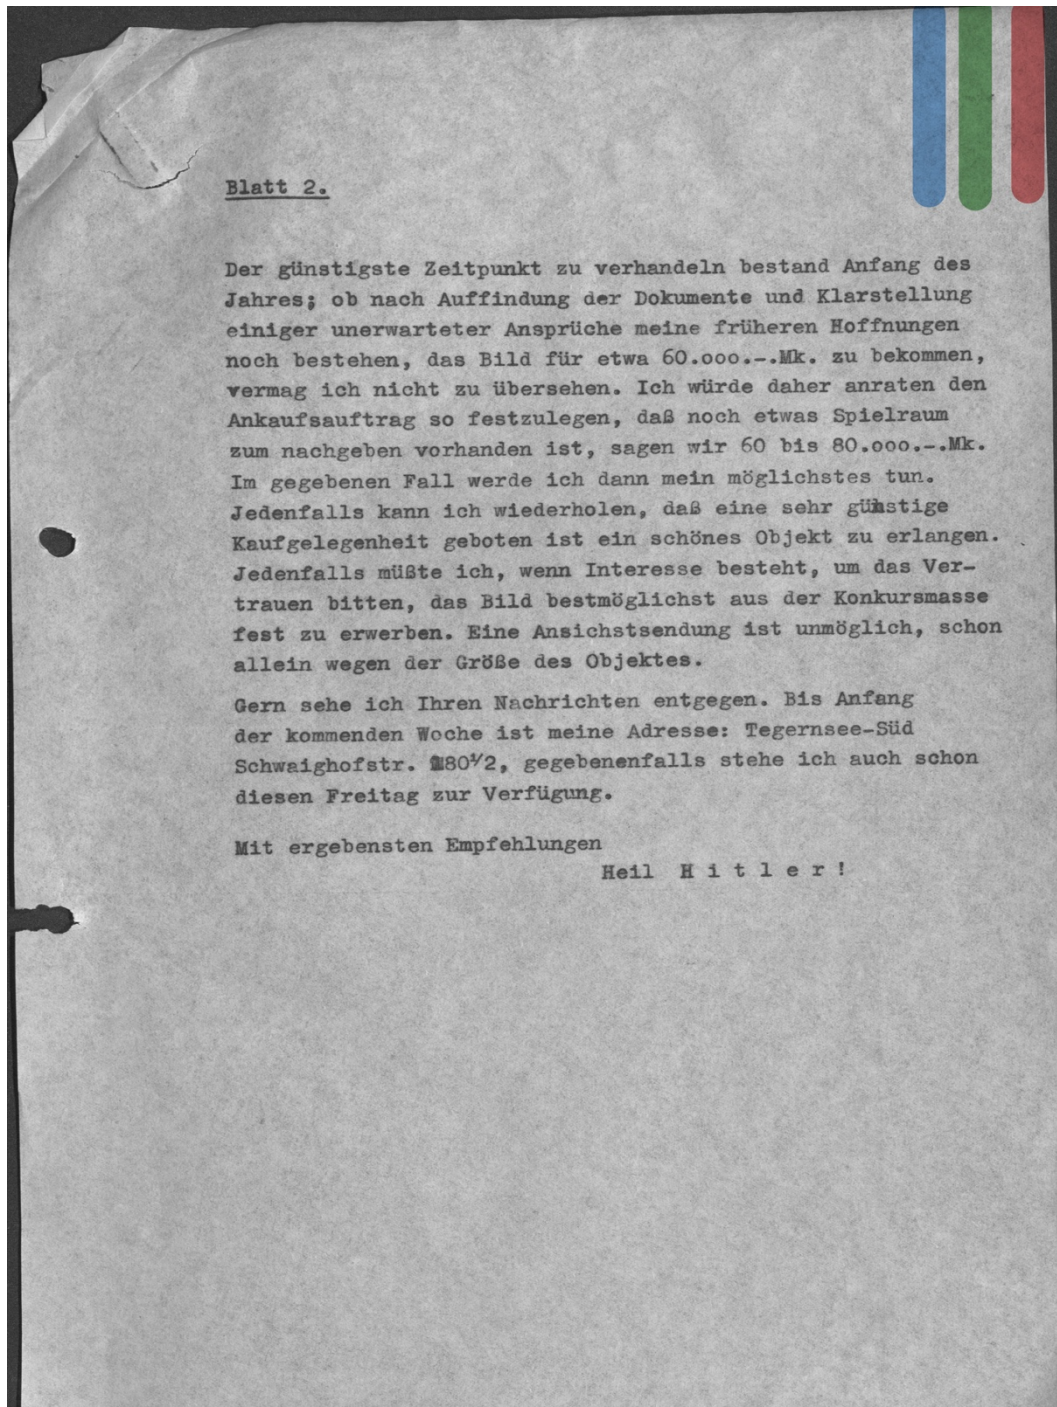 Blatt 2.
Der günstigste Zeitpunkt zu verhandeln bestand Anfang des
Jahres; ob nach Auffindung der Dokumente und Klarstellung
einiger unerwarteter Ansprüche meine früheren Hoffnungen
noch bestehen, das Bild für etwa 60.ooo.-.Mk. zu bekommen,
vermag ich nicht zu übersehen. Ich würde daher anraten den
Ankaufsauftrag so festzulegen, daß noch etwas Spielraum
zum nachgeben vorhanden ist, sagen wir 60 bis 80.ooo.-.Mk.
Im gegebenen Fall werde ich dann mein möglichstes tun.
Jedenfalls kann ich wiederholen, daß eine sehr günstige
Kaufgelegenheit geboten ist ein schönes Objekt zu erlangen.
Jedenfalls müßte ich, wenn Interesse besteht, um das Ver-
trauen bitten, das Bild bestmöglichst aus der Konkursmasse
fest zu erwerben. Eine Ansichstsendung ist unmöglich, schon
allein wegen der Größe des Objektes.
Gern sehe ich Ihren Nachrichten entgegen. Bis Anfang
der kommenden Woche ist meine Adresse: Tegernsee-Süd
Schwaighofstr. 80½, gegebenenfalls stehe ich auch schon
diesen Freitag zur Verfügung.
Mit ergebensten Empfehlungen
Heil H i t l e r !